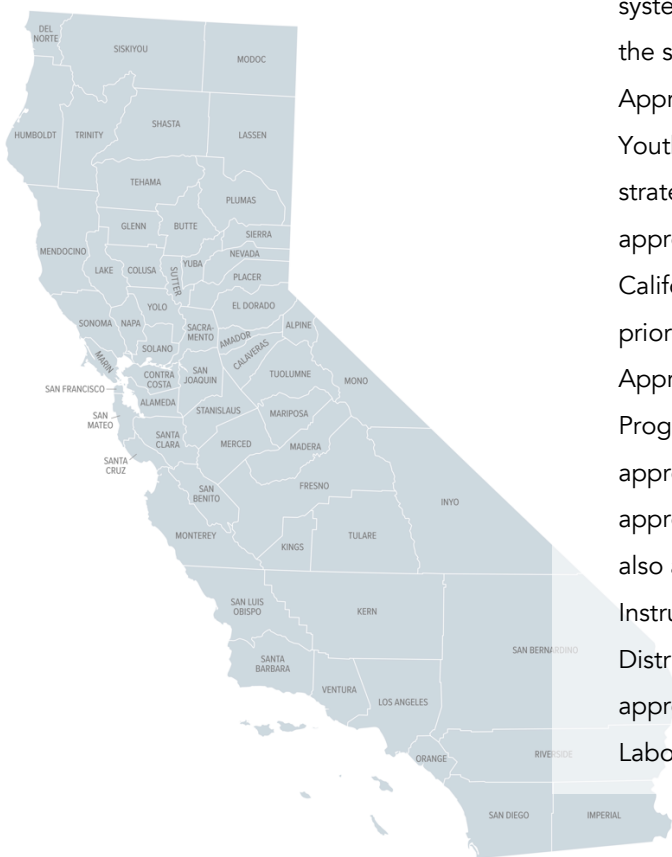 DEL
NORTE
SISKIYOU
MODOC
HUMBOLDT
TRINITY
SHASTA
LASSEN
TEHAMA
PLUMAS
GLENN
BUTTE
SIERRA
MENDOCINO
LAKE
COLUSA
SUTTER
YUBA
NEVADA
PLACER
YOLO
EL DORADO
SONOMA
NAPA
SACRA-
MENTO
AMADOR
ALPINE
SOLANO
CALAVERAS
MARIN
CONTRA
COSTA
SAN
JOAQUIN
TUOLUMNE
MONO
SAN FRANCISCO
ALAMEDA
STANISLAUS
MARIPOSA
SAN
MATEO
SANTA
CLARA
MERCED
MADERA
SANTA
CRUZ
SAN
BENITO
FRESNO
INYO
MONTEREY
KINGS
TULARE
SAN LUIS
OBISPO
KERN
SAN BERNARDINO
SANTA
BARBARA
VENTURA
LOS ANGELES
ORANGE
RIVERSIDE
SAN DIEGO
IMPERIAL
syste
the s
Appr
Yout
strate
appr
Calif
prior
Appr
Prog
appr
appr
also
Instru
Distr
appr
Labo